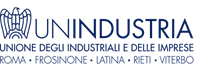 UNINDUSTRIA
UNIONE DEGLI INDUSTRIALI E DELLE IMPRESE
ROMA • FROSINONE • LATINA • RIETI • VITERBO